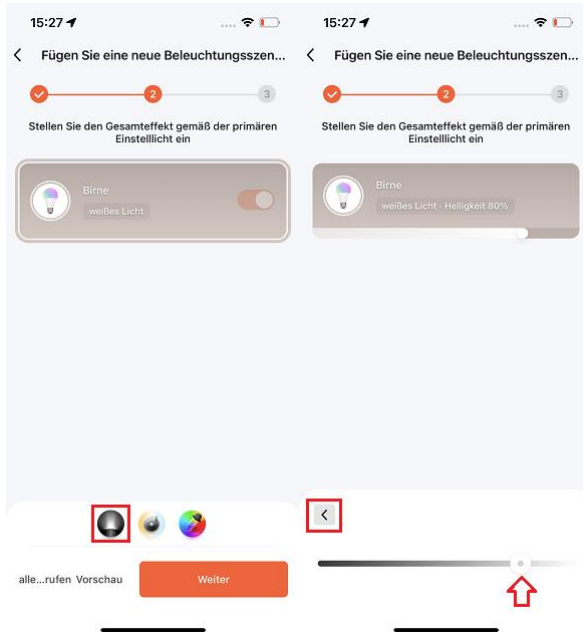 15:27
Fügen Sie eine neue Beleuchtungsszen...
2
3
Stellen Sie den Gesamteffekt gemäß der primären
Einstelllicht ein
Birne
weißes Licht
alle...rufen Vorschau
Weiter
15:27
Fügen Sie eine neue Beleuchtungsszen...
2
3
Stellen Sie den Gesamteffekt gemäß der primären
Einstelllicht ein
Birne
weißes Licht · Helligkeit 80%